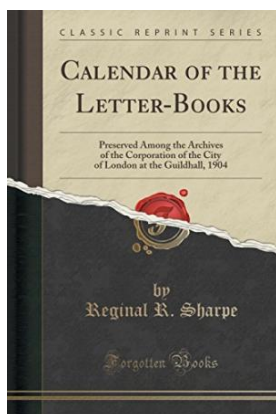 CLASSIC REPRINT SERIES
CALENDAR OF THE
LETTER-BOOKS
Preserved Among the Archives
of the Corporation of the City
of London at the Guildhall, 1904
by
Reginal R. Sharpe
Forgotten Books